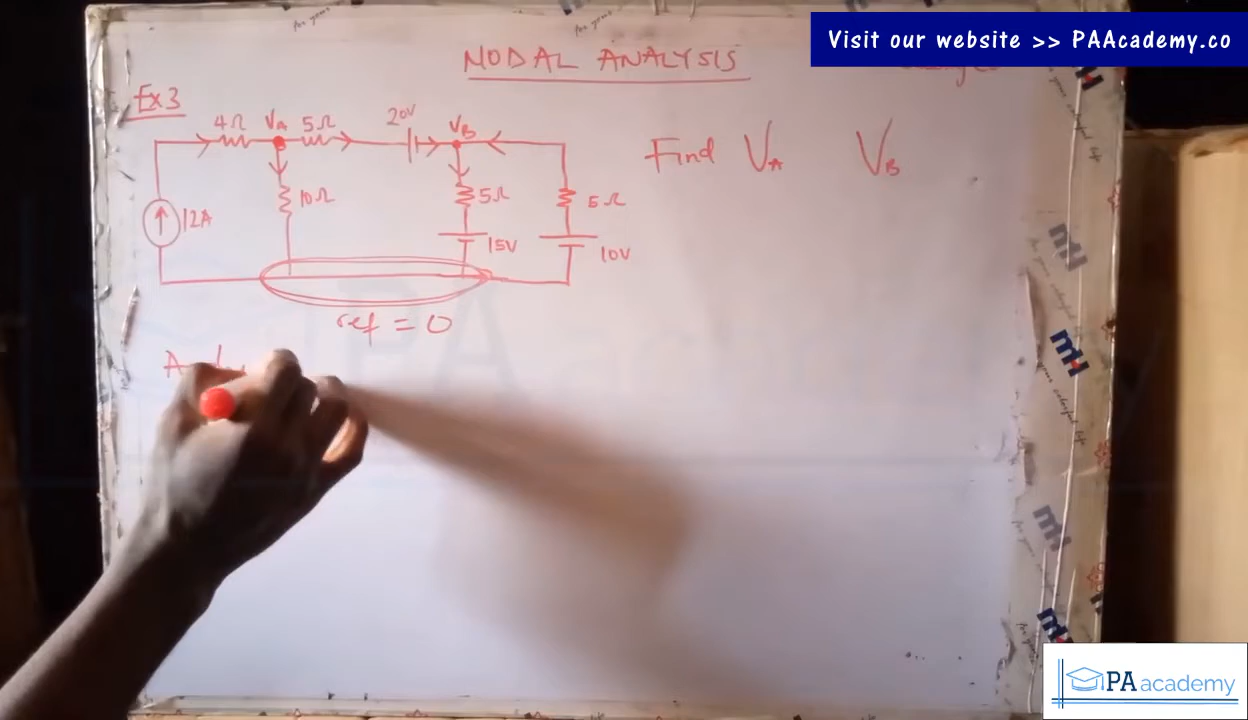 Visit our website >> PAAcademy.co
NODAL ANALYSIS
Ex3
4Ω VA 5Ω 20V VB
Find VA VB
12A 10Ω 5Ω 5Ω
15V 10V
ref = 0
PA academy